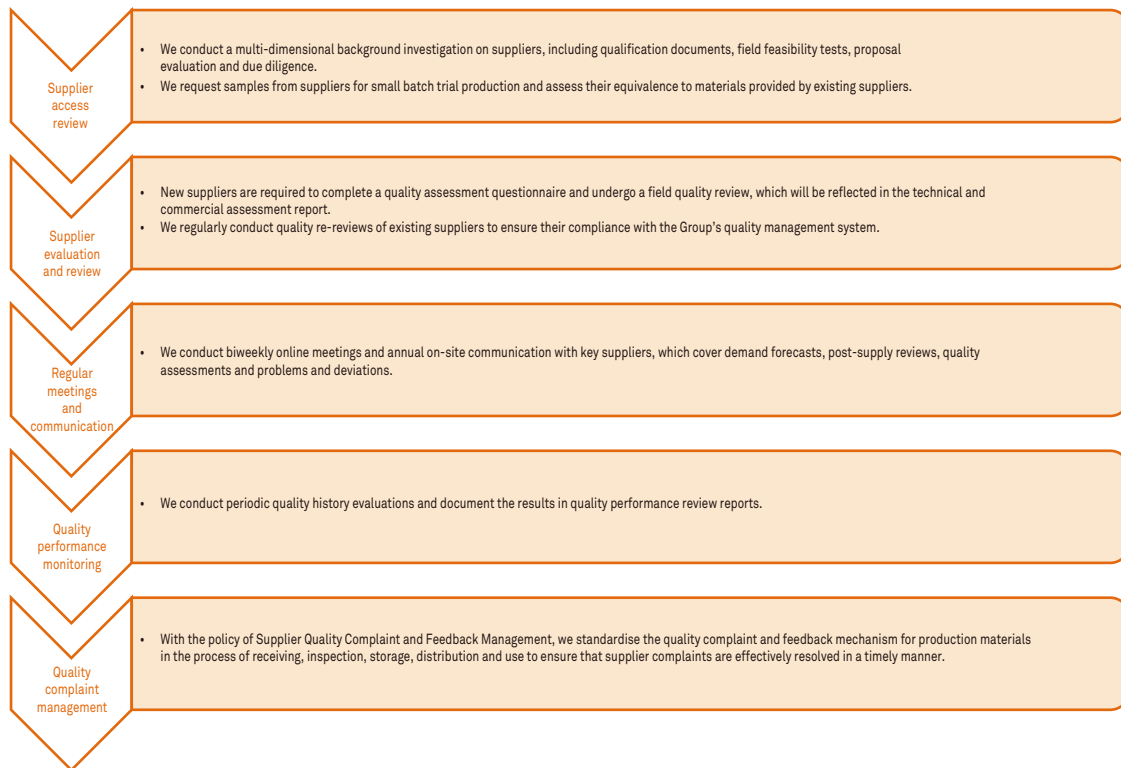 Supplier
access
review
• We conduct a multi-dimensional background investigation on suppliers, including qualification documents, field feasibility tests, proposal
evaluation and due diligence.
• We request samples from suppliers for small batch trial production and assess their equivalence to materials provided by existing suppliers.
Supplier
evaluation
and review
• New suppliers are required to complete a quality assessment questionnaire and undergo a field quality review, which will be reflected in the technical and
commercial assessment report.
• We regularly conduct quality re-reviews of existing suppliers to ensure their compliance with the Group's quality management system.
Regular
meetings
and
communication
• We conduct biweekly online meetings and annual on-site communication with key suppliers, which cover demand forecasts, post-supply reviews, quality
assessments and problems and deviations.
Quality
performance
monitoring
• We conduct periodic quality history evaluations and document the results in quality performance review reports.
Quality
complaint
management
• With the policy of Supplier Quality Complaint and Feedback Management, we standardise the quality complaint and feedback mechanism for production materials
in the process of receiving, inspection, storage, distribution and use to ensure that supplier complaints are effectively resolved in a timely manner.